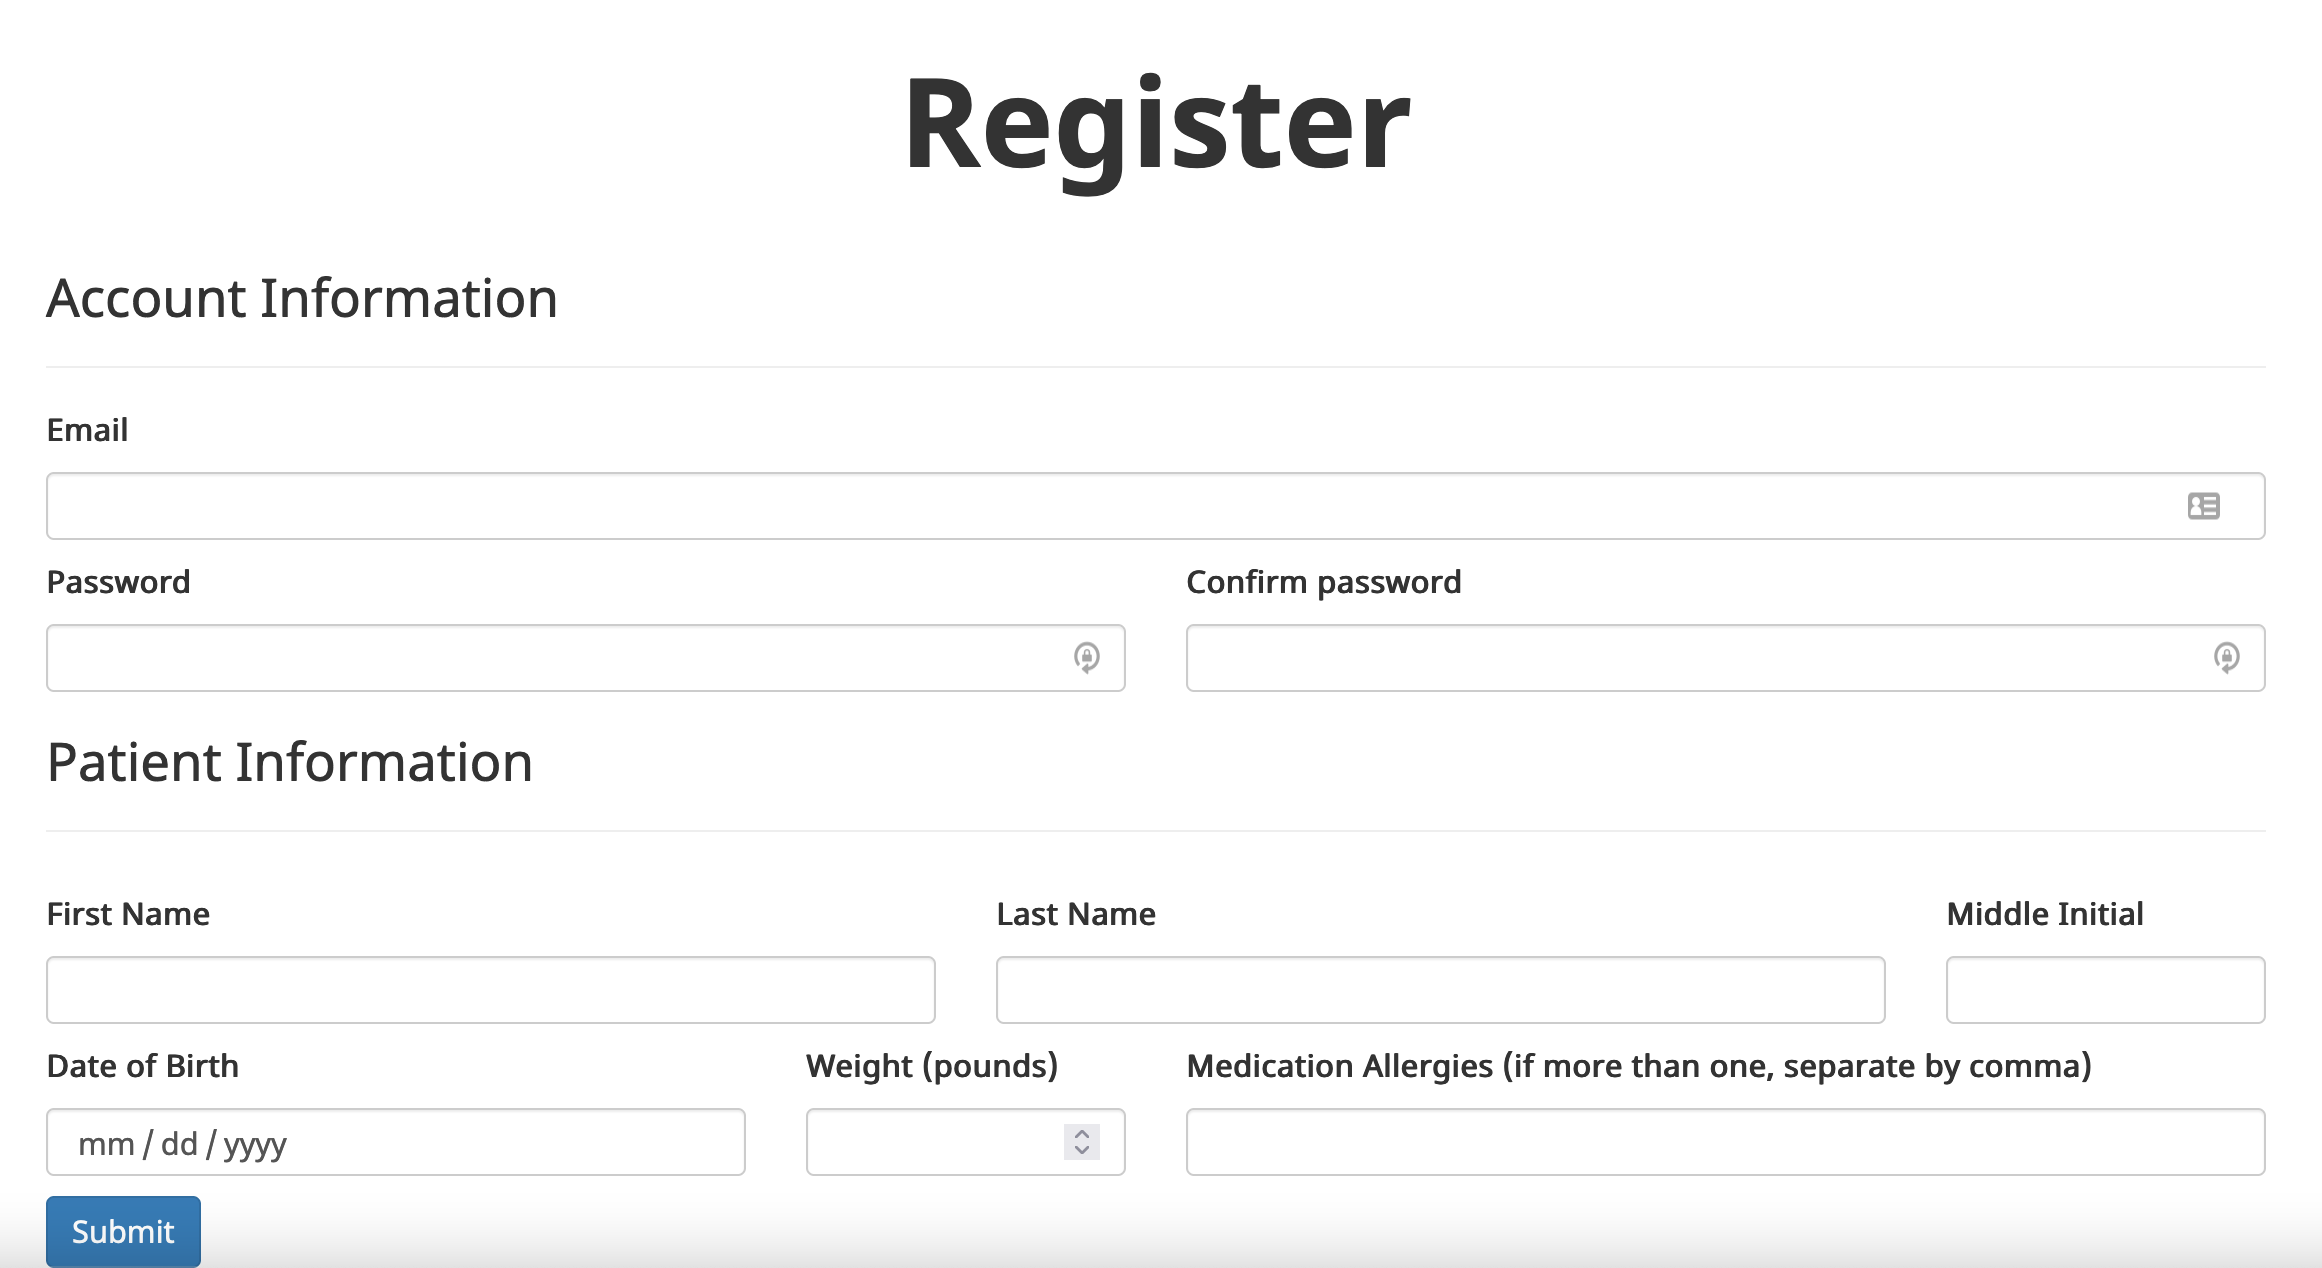 Register
Account Information
Email
Password
Confirm password
Patient Information
First Name
Last Name
Middle Initial
Date of Birth
Weight (pounds)
Medication Allergies (if more than one, separate by comma)
mm / dd / yyyy
Submit